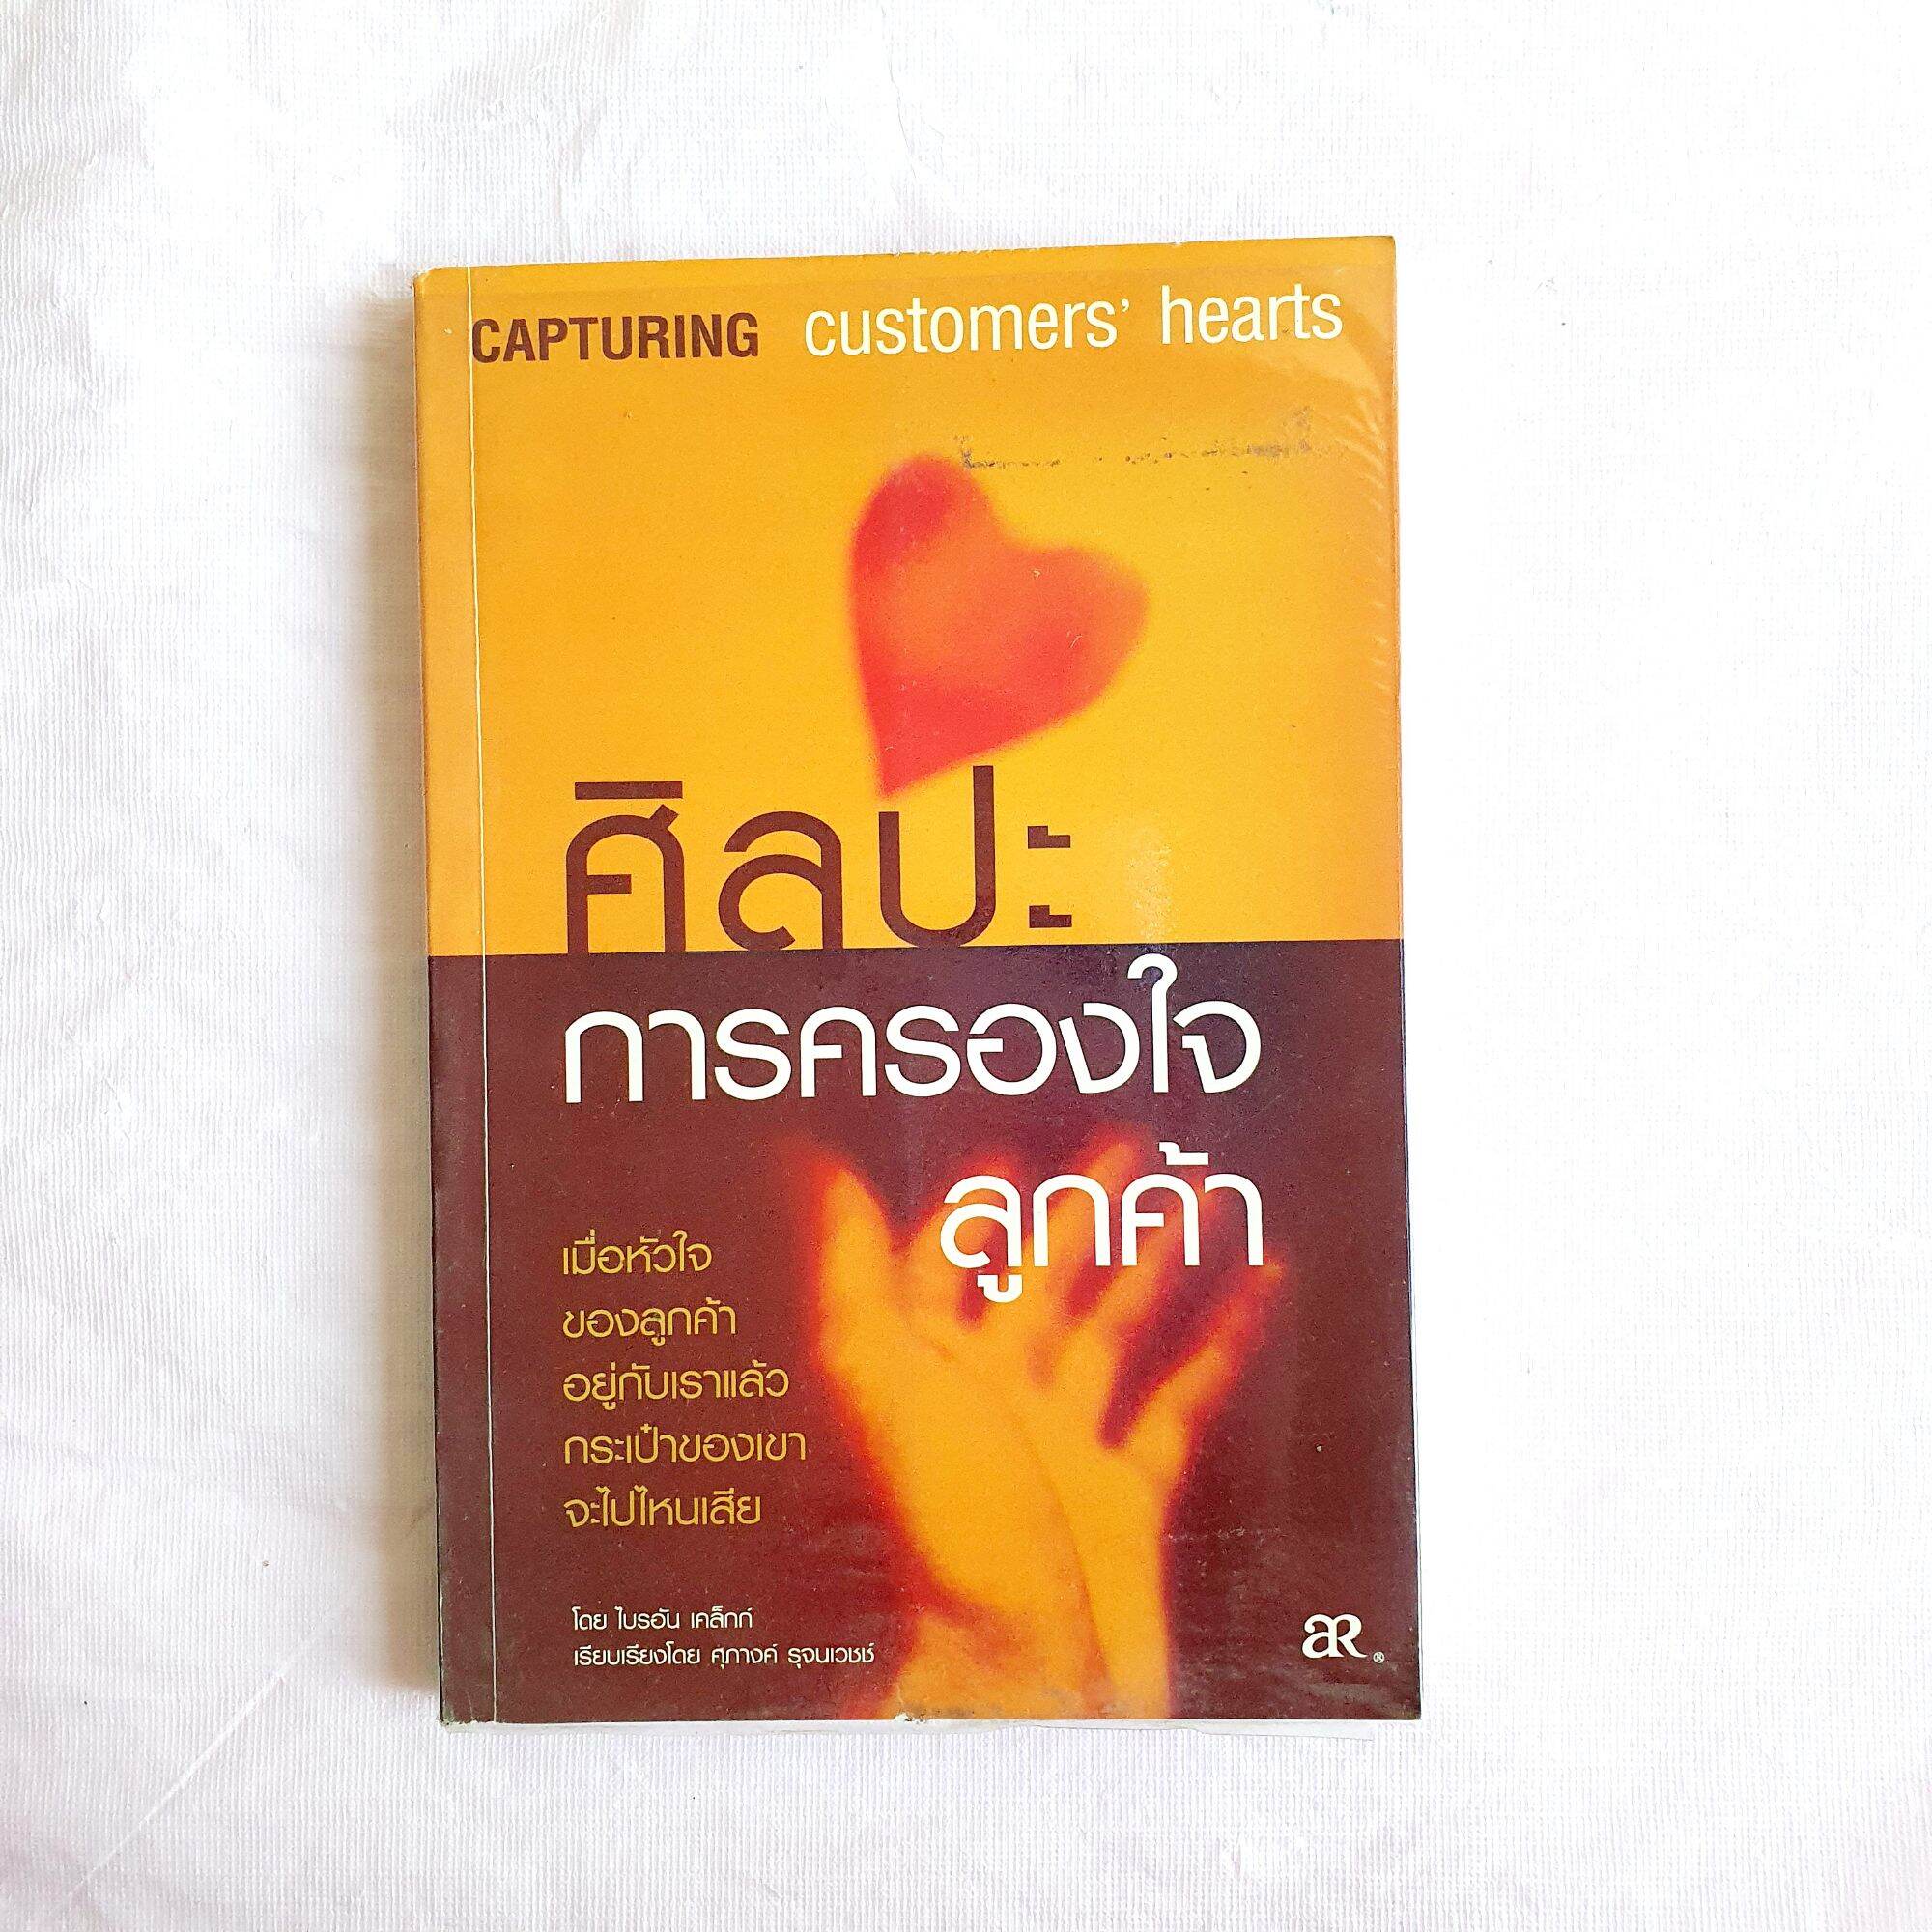 CAPTURING customers' hearts
ศิลปะ
การครองใจ
ลูกค้า
เมื่อหัวใจ
ของลูกค้า
อยู่กับเราแล้ว
กระเป๋าของเขา
จะไปไหนเสีย
โดย ไบรอัน เคล็กก์
เรียบเรียงโดย ศุภางค์ รุจนเวชช์
aR ®